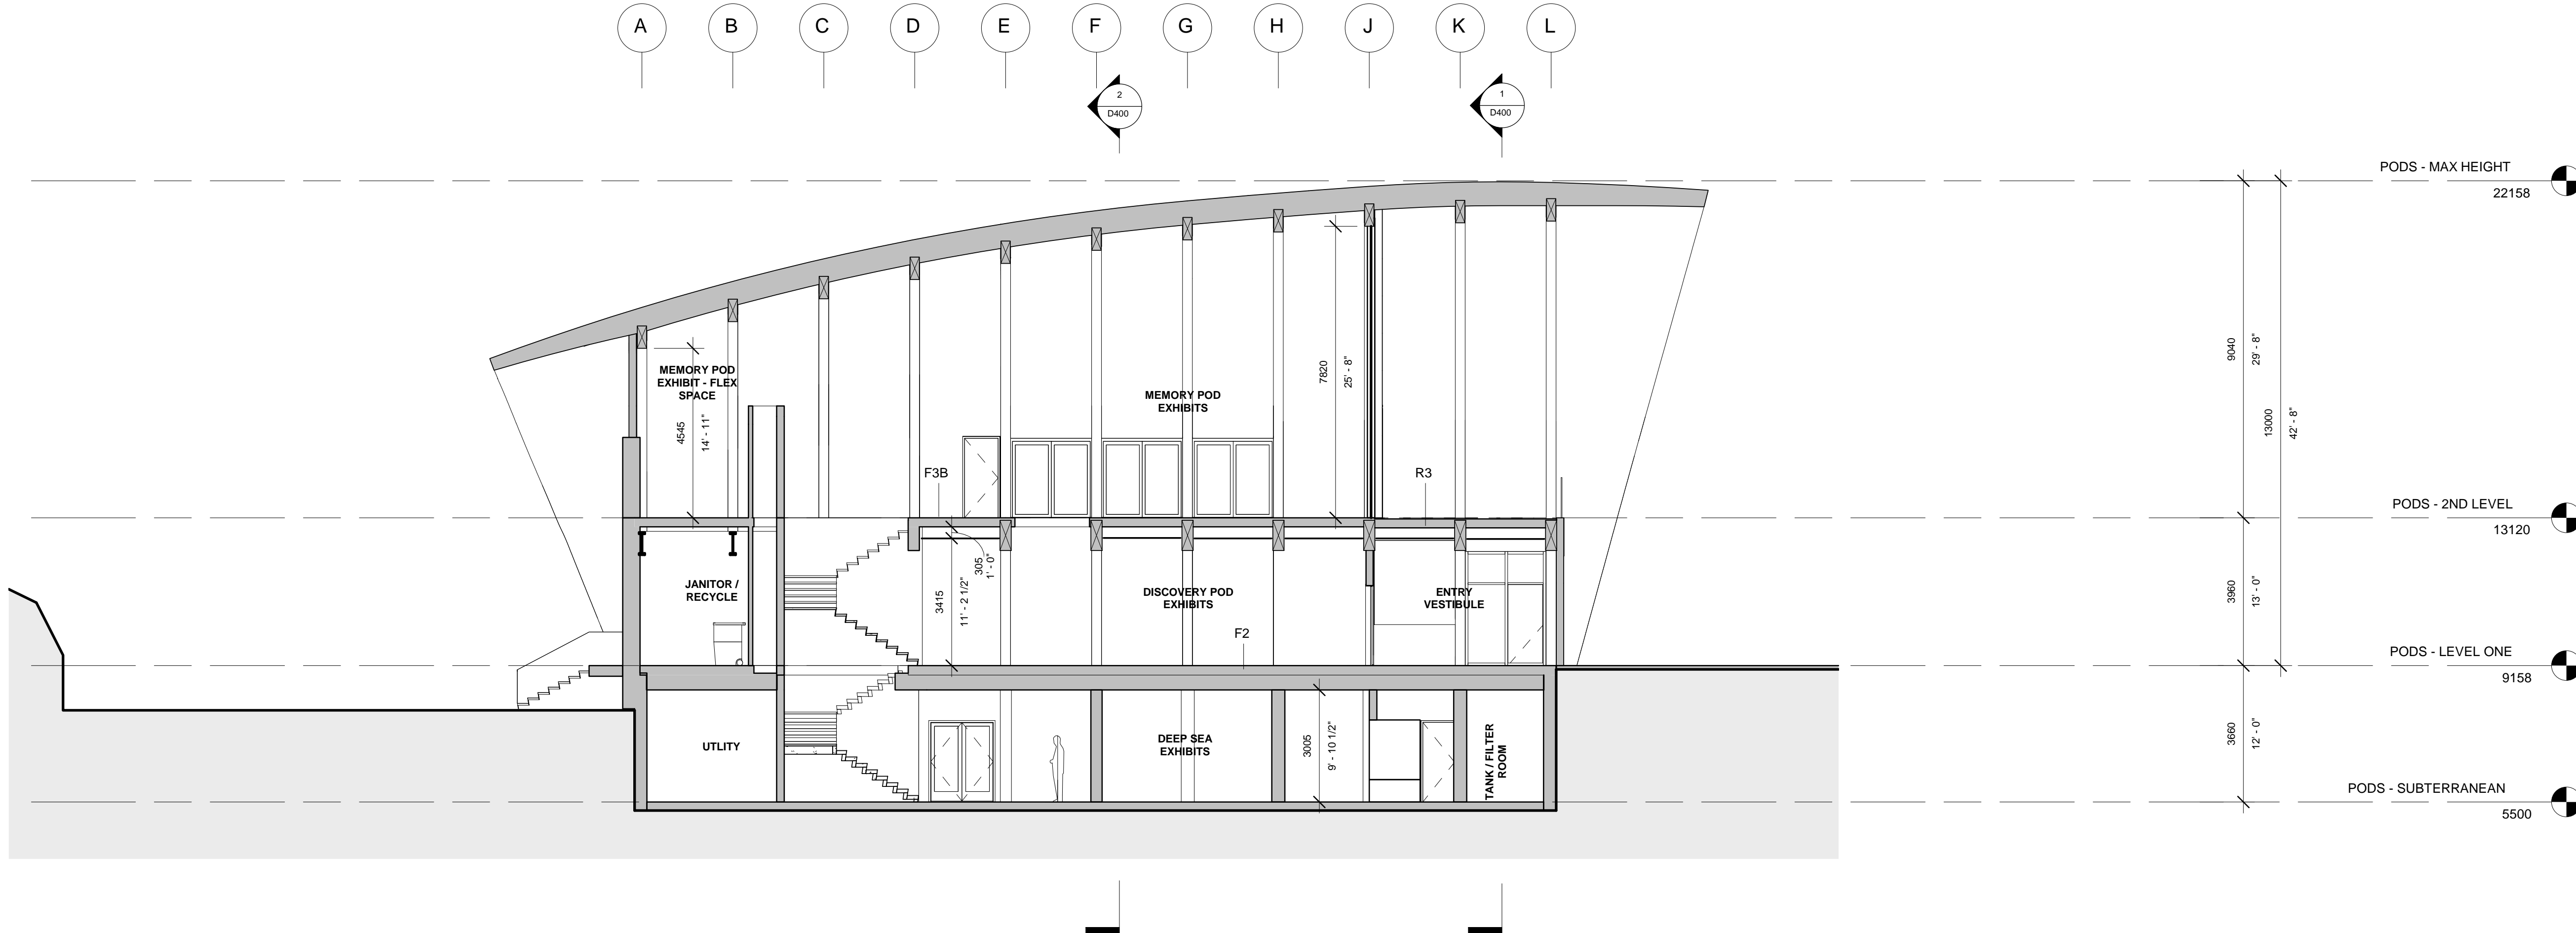 A
B
C
D
E
F
G
H
J
K
L
2
D400
1
D400
PODS - MAX HEIGHT
22158
MEMORY POD
EXHIBIT - FLEX
SPACE
4545
14' - 11"
MEMORY POD
EXHIBITS
7820
25' - 8"
9040
29' - 8"
13000
42' - 8"
F3B
R3
PODS - 2ND LEVEL
13120
305
1' - 0"
JANITOR /
RECYCLE
3415
11' - 2 1/2"
DISCOVERY POD
EXHIBITS
ENTRY
VESTIBULE
3960
13' - 0"
F2
PODS - LEVEL ONE
9158
UTLITY
DEEP SEA
EXHIBITS
3005
9' - 10 1/2"
TANK / FILTER
ROOM
3660
12' - 0"
PODS - SUBTERRANEAN
5500